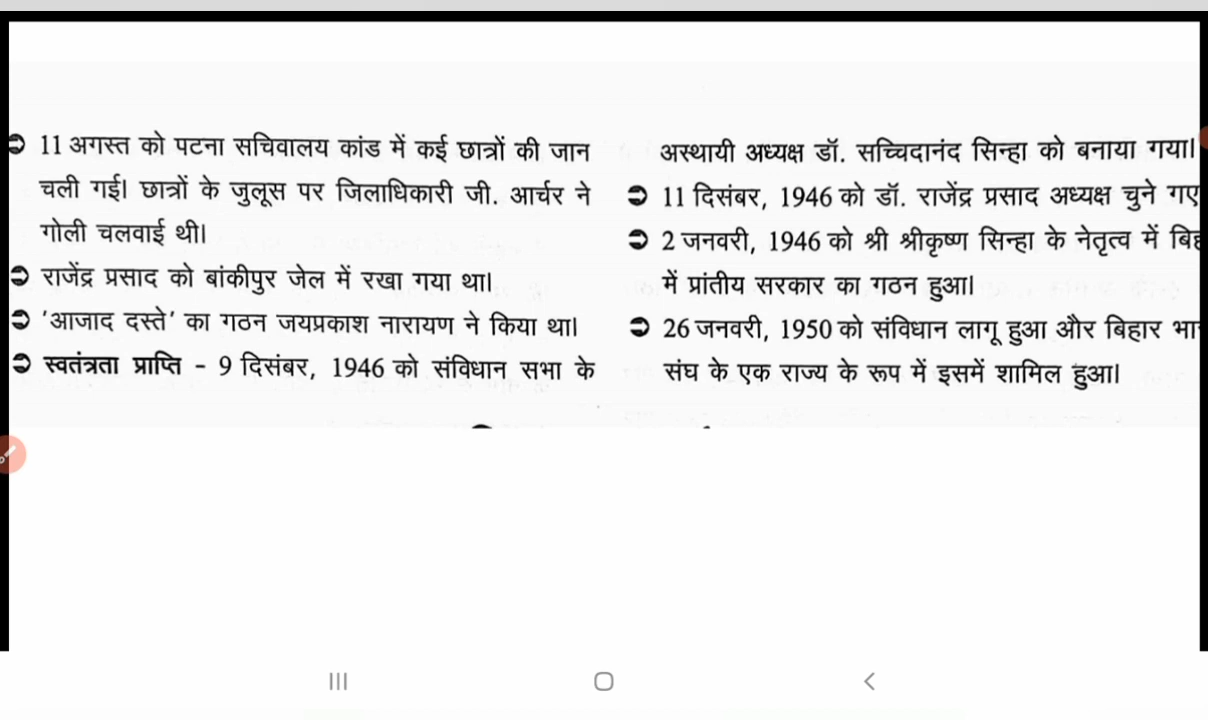 11 अगस्त को पटना सचिवालय कांड में कई छात्रों की जान
चली गई। छात्रों के जुलूस पर जिलाधिकारी जी. आर्चर ने
गोली चलवाई थी।
राजेंद्र प्रसाद को बांकीपुर जेल में रखा गया था।
'आजाद दस्ते' का गठन जयप्रकाश नारायण ने किया था।
स्वतंत्रता प्राप्ति - 9 दिसंबर, 1946 को संविधान सभा के
अस्थायी अध्यक्ष डॉ. सच्चिदानंद सिन्हा को बनाया गया।
11 दिसंबर, 1946 को डॉ. राजेंद्र प्रसाद अध्यक्ष चुने गए
2 जनवरी, 1946 को श्री श्रीकृष्ण सिन्हा के नेतृत्व में
में प्रांतीय सरकार का गठन हुआ।
26 जनवरी, 1950 को संविधान लागू हुआ और बिहार
संघ के एक राज्य के रूप में इसमें शामिल हुआ।